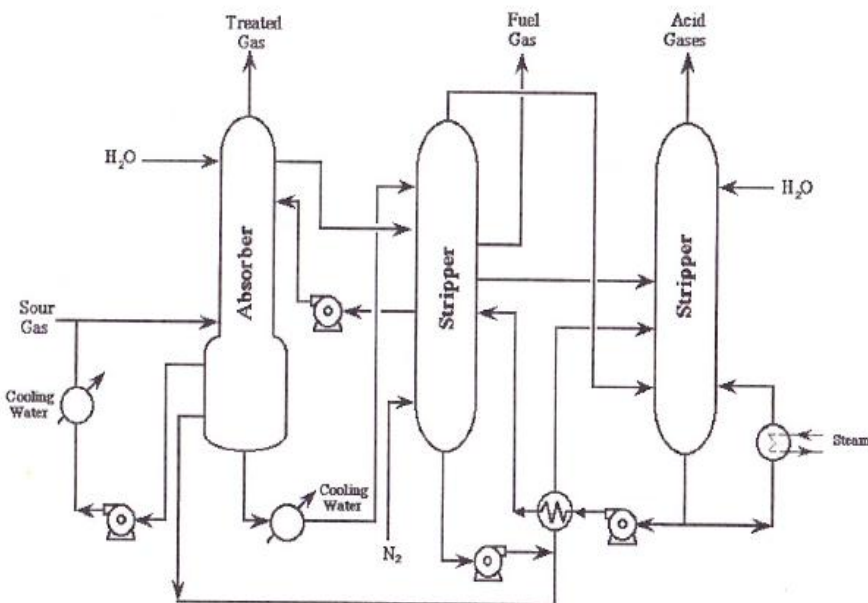 Treated
Gas
Fuel
Gas
Acid
Gases
H₂O
H₂O
Absorber
Stripper
Stripper
Sour
Gas
Cooling
Water
Cooling
Water
Steam
N₂